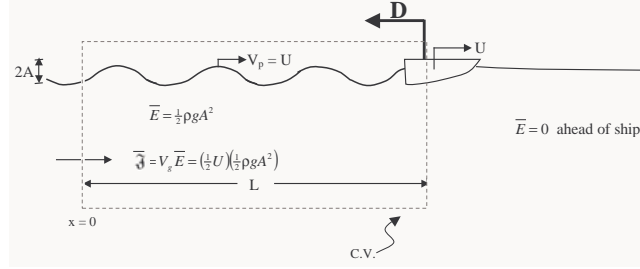 D
U
2A
V_p = U
E̅ = ½ρgA²
E̅ = 0 ahead of ship
𝕴̅ = V_g E̅ = (½U)(½ρgA²)
L
x = 0
C.V.